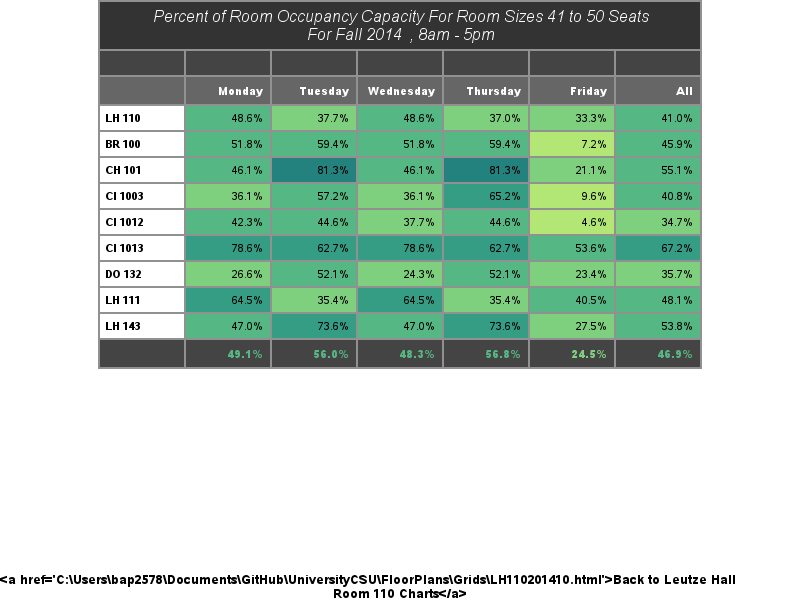 Percent of Room Occupancy Capacity For Room Sizes 41 to 50 Seats
For Fall 2014 , 8am - 5pm
Monday Tuesday Wednesday Thursday Friday All
LH 110 48.6% 37.7% 48.6% 37.0% 33.3% 41.0%
BR 100 51.8% 59.4% 51.8% 59.4% 7.2% 45.9%
CH 101 46.1% 81.3% 46.1% 81.3% 21.1% 55.1%
CI 1003 36.1% 57.2% 36.1% 65.2% 9.6% 40.8%
CI 1012 42.3% 44.6% 37.7% 44.6% 4.6% 34.7%
CI 1013 78.6% 62.7% 78.6% 62.7% 53.6% 67.2%
DO 132 26.6% 52.1% 24.3% 52.1% 23.4% 35.7%
LH 111 64.5% 35.4% 64.5% 35.4% 40.5% 48.1%
LH 143 47.0% 73.6% 47.0% 73.6% 27.5% 53.8%
49.1% 56.0% 48.3% 56.8% 24.5% 46.9%
<a href='C:\Users\bap2578\Documents\GitHub\UniversityCSU\FloorPlans\Grids\LH110201410.html'>Back to Leutze Hall
Room 110 Charts</a>